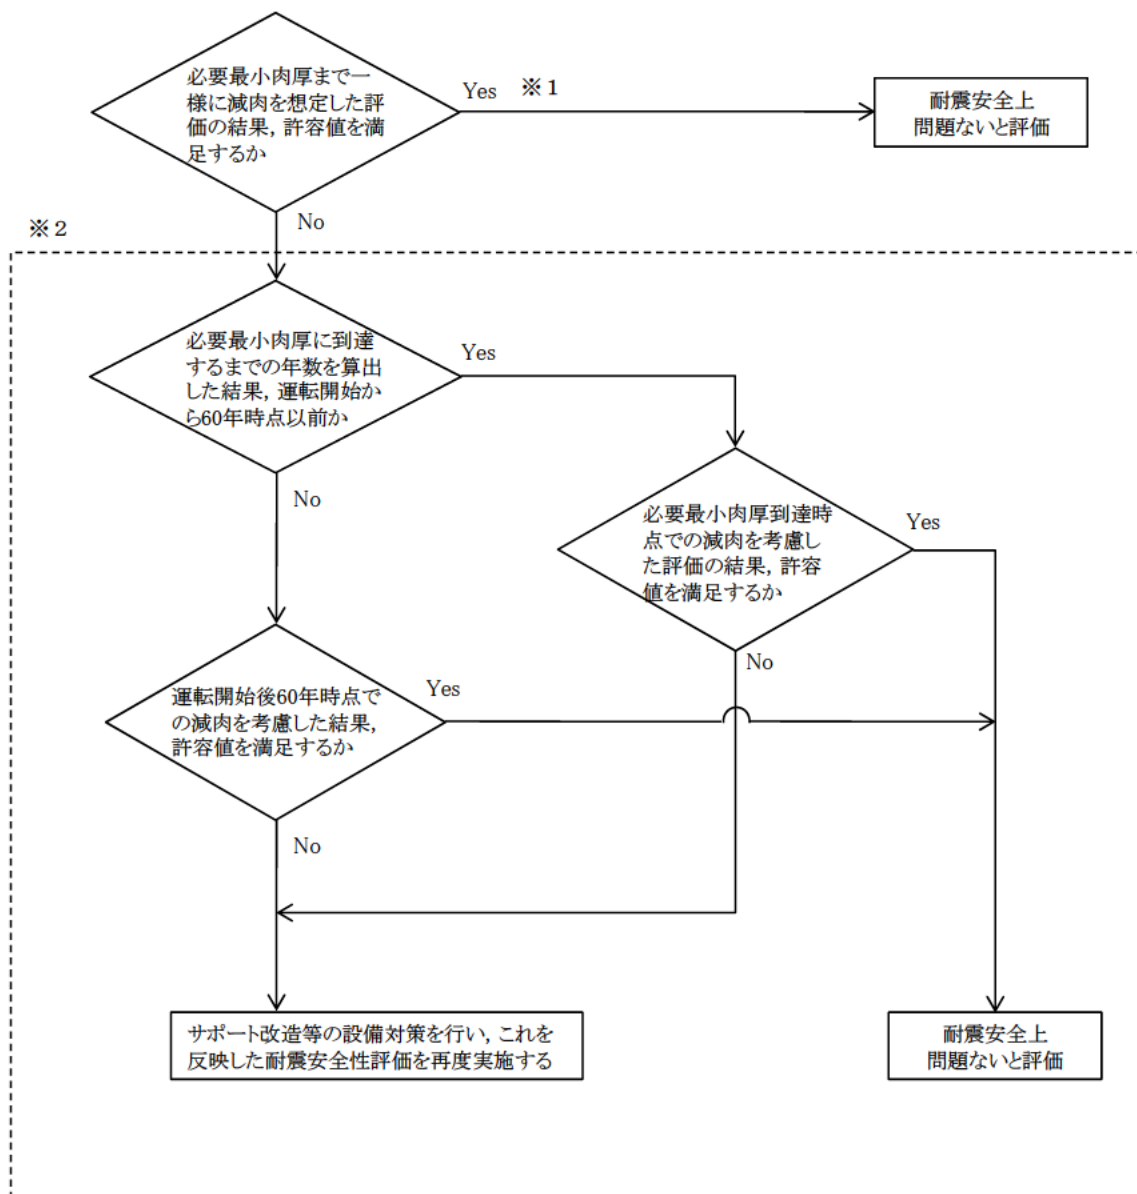 必要最小肉厚まで一
様に減肉を想定した評
価の結果，許容値を満
足するか
Yes
※１
耐震安全上
問題ないと評価
No
※２
必要最小肉厚に到達
するまでの年数を算出
した結果，運転開始か
ら60年時点以前か
Yes
No
必要最小肉厚到達時
点での減肉を考慮し
た評価の結果，許容
値を満足するか
Yes
No
運転開始後60年時点で
の減肉を考慮した結果，
許容値を満足するか
Yes
No
サポート改造等の設備対策を行い，これを
反映した耐震安全性評価を再度実施する
耐震安全上
問題ないと評価